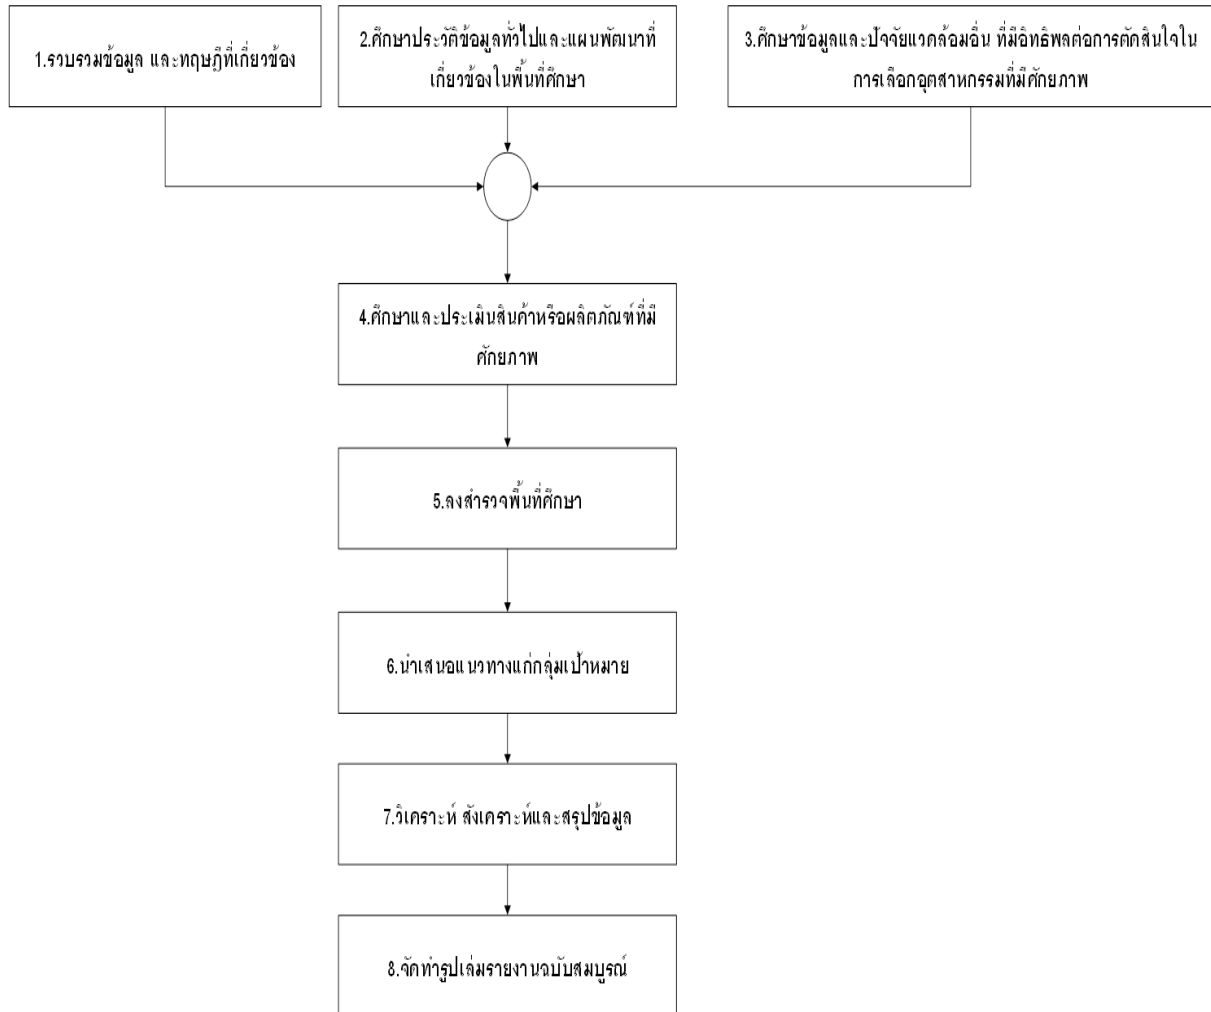 1.รวบรวมข้อมูล และทฤษฎีที่เกี่ยวข้อง
2.ศึกษาประวัติข้อมูลทั่วไปและแผนพัฒนาที่
เกี่ยวข้องในพื้นที่ศึกษา
3.ศึกษาข้อมูลและปัจจัยแวดล้อมอื่น ที่มีอิทธิพลต่อการตัดสินใจใน
การเลือกอุตสาหกรรมที่มีศักยภาพ
4.ศึกษาและประเมินสินค้าหรือผลิตภัณฑ์ที่มี
ศักยภาพ
5.ลงสำรวจพื้นที่ศึกษา
6.นำเสนอแนวทางแก่กลุ่มเป้าหมาย
7.วิเคราะห์ สังเคราะห์และสรุปข้อมูล
8.จัดทำรูปเล่มรายงานฉบับสมบูรณ์